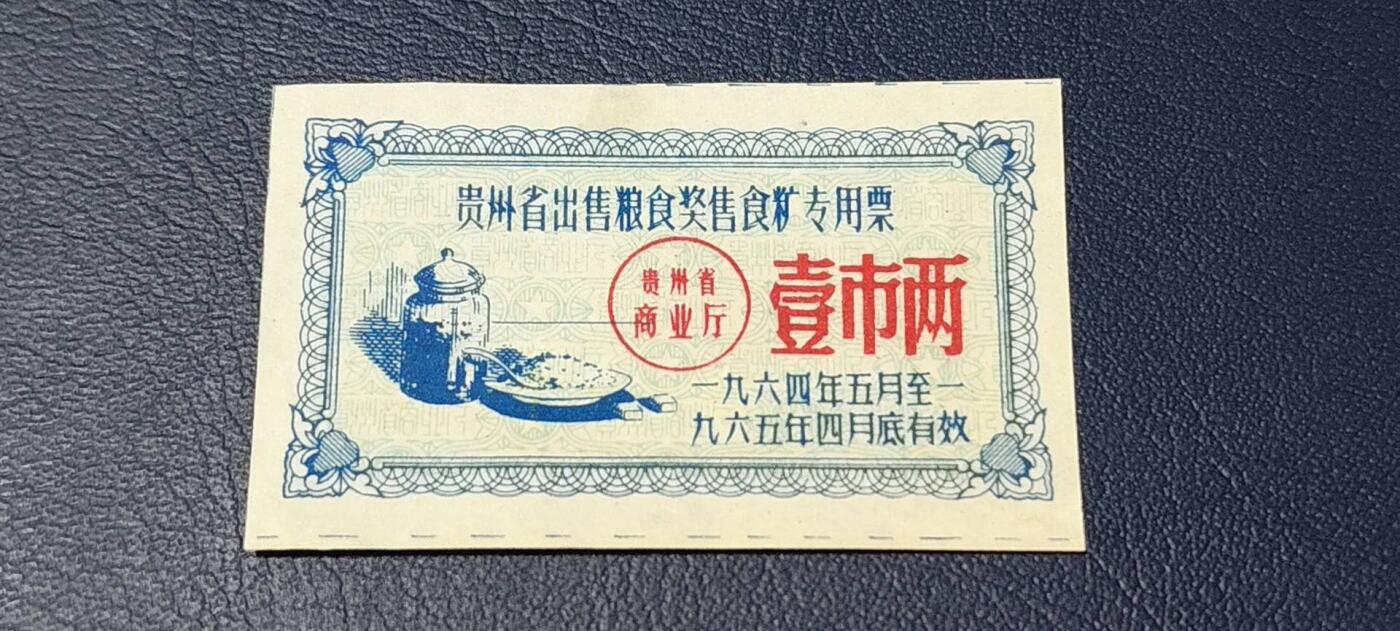 贵州省出售粮食奖售食糖专用票
贵州省
商业厅
壹市两
一九六四年五月至一
九六五年四月底有效